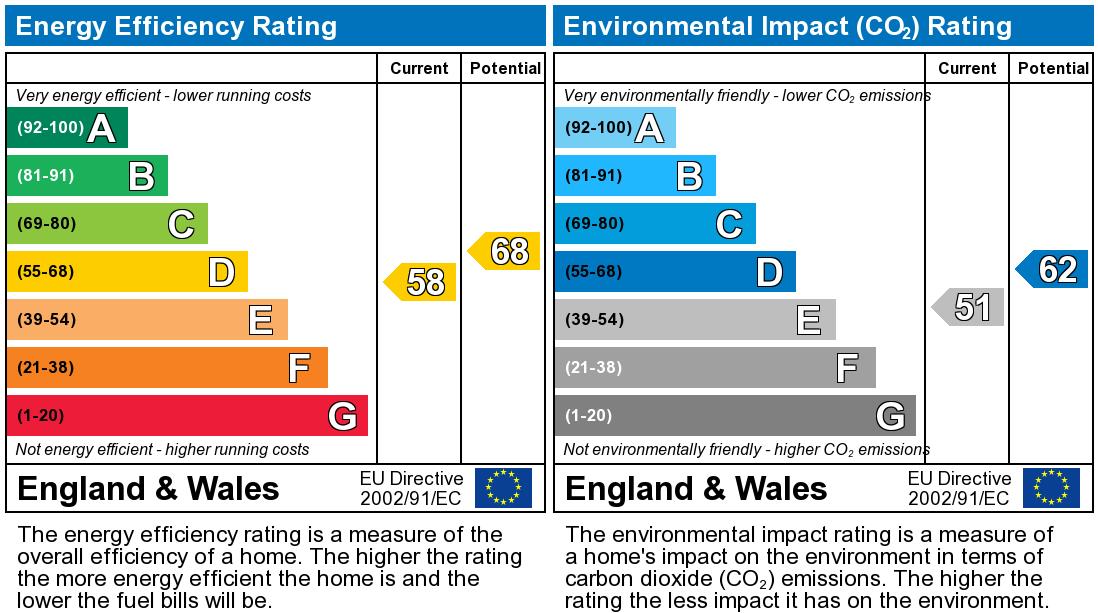 Energy Efficiency Rating
Current Potential
Very energy efficient - lower running costs
(92-100) A
(81-91) B
(69-80) C
(55-68) D
(39-54) E
(21-38) F
(1-20) G
58
68
Not energy efficient - higher running costs
England & Wales
EU Directive
2002/91/EC
The energy efficiency rating is a measure of the
overall efficiency of a home. The higher the rating
the more energy efficient the home is and the
lower the fuel bills will be.
Environmental Impact (CO₂) Rating
Current Potential
Very environmentally friendly - lower CO₂ emissions
(92-100) A
(81-91) B
(69-80) C
(55-68) D
(39-54) E
(21-38) F
(1-20) G
51
62
Not environmentally friendly - higher CO₂ emissions
England & Wales
EU Directive
2002/91/EC
The environmental impact rating is a measure of
a home's impact on the environment in terms of
carbon dioxide (CO₂) emissions. The higher the
rating the less impact it has on the environment.